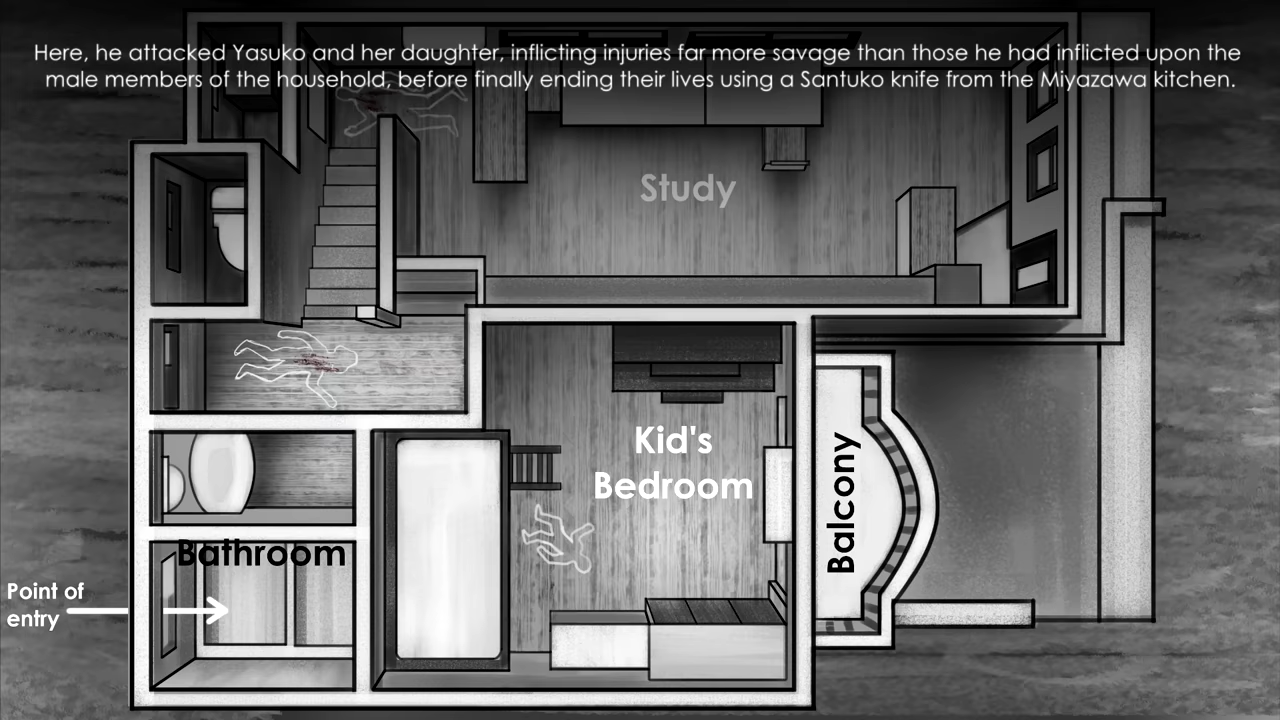 Here, he attacked Yasuko and her daughter, inflicting injuries far more savage than those he had inflicted upon the
male members of the household, before finally ending their lives using a Santuko knife from the Miyazawa kitchen.
Study
Kid's
Bedroom
Balcony
Bathroom
Point of
entry